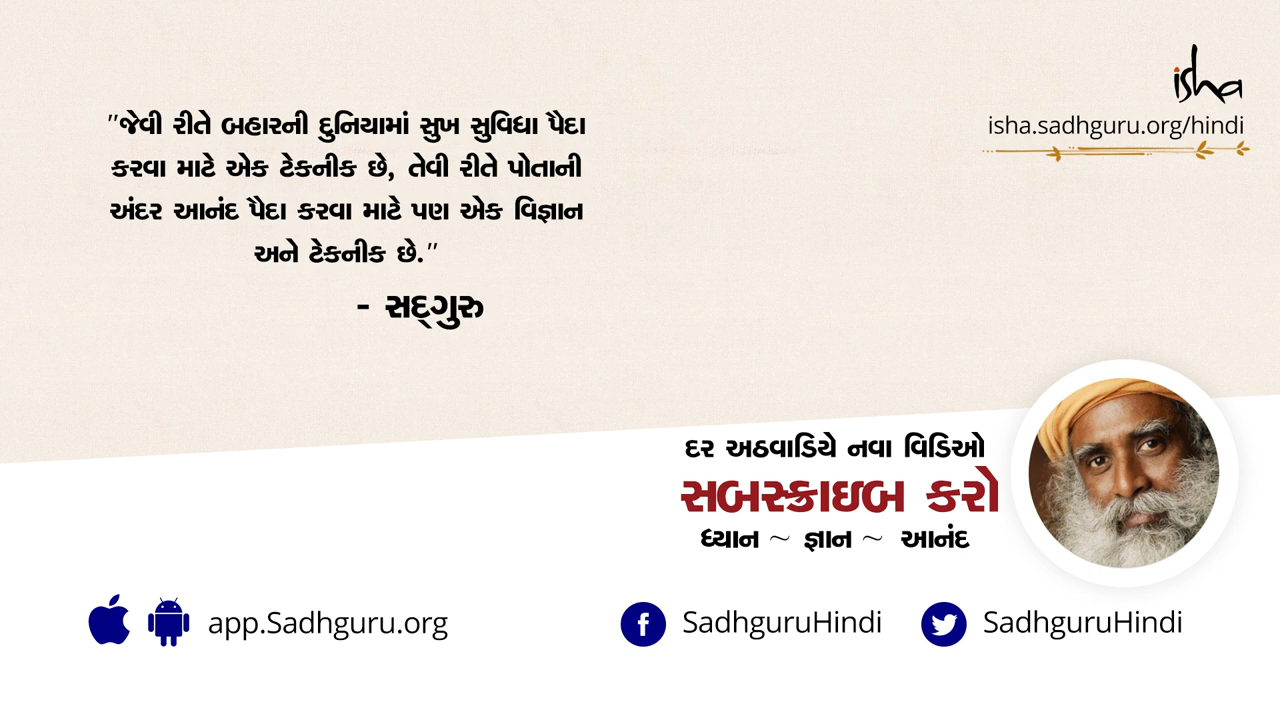 "જેવી રીતે બહારની દુનિયામાં સુખ સુવિધા પૈદા
કરવા માટે એક ટેકનીક છે, તેવી રીતે પોતાની
અંદર આનંદ પૈદા કરવા માટે પણ એક વિજ્ઞાન
અને ટેકનીક છે."
- સદ્‌ગુરુ
isha
isha.sadhguru.org/hindi
દર અઠવાડિયે નવા વિડિઓ
સબસ્ક્રાઇબ કરો
ધ્યાન ~ જ્ઞાન ~ આનંદ
app.Sadhguru.org
SadhguruHindi
SadhguruHindi